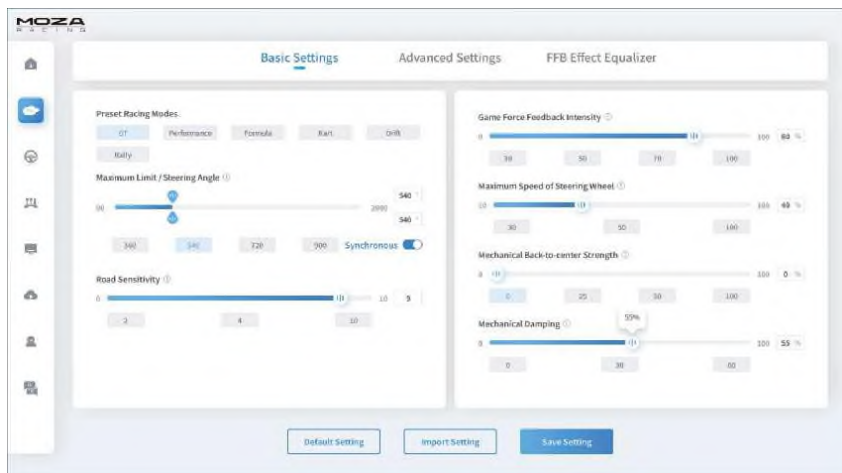 MOZA
RACING
Basic Settings Advanced Settings FFB Effect Equalizer
Preset Racing Modes
GT Performance Formula Kart Drift
Rally
Maximum Limit / Steering Angle
90 2000 540 °
540 °
360 540 720 900 Synchronous
Road Sensitivity
0 10 9
2 4 10
Game Force Feedback Intensity
0 100 80 %
30 50 70 100
Maximum Speed of Steering Wheel
10 100 %
30 50 100
Mechanical Back-to-center Strength
0 100 0 %
0 25 50 100
Mechanical Damping
55%
0 100 55 %
0 30 60
Default Setting Import Setting Save Setting